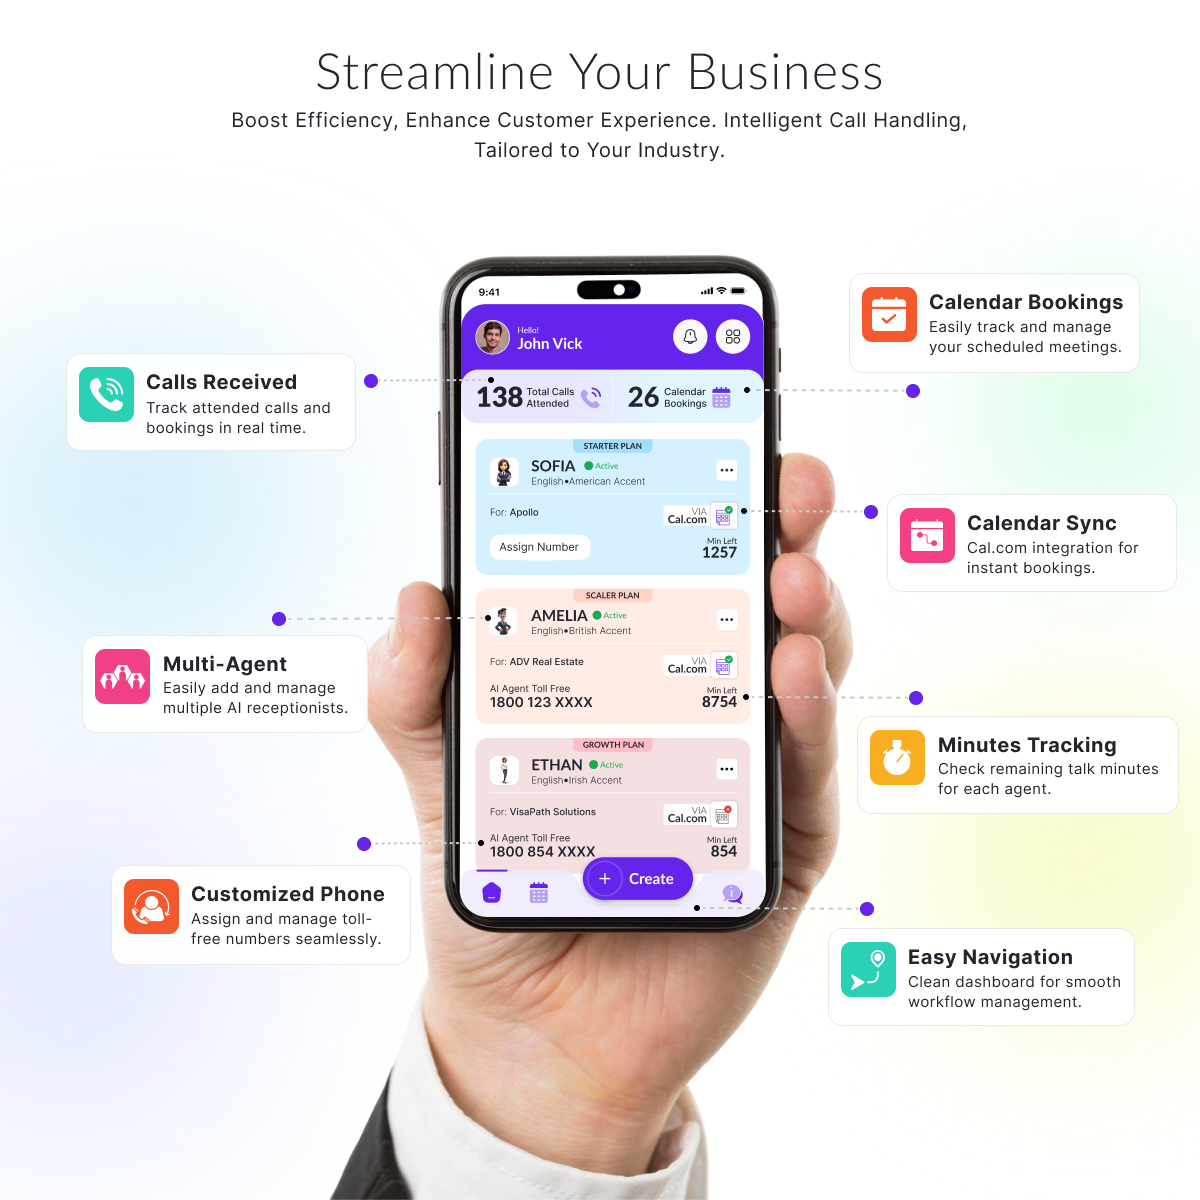 Streamline Your Business
Boost Efficiency, Enhance Customer Experience. Intelligent Call Handling,
Tailored to Your Industry.
9:41
Hello!
John Vick
138 Total Calls
Attended
26 Calendar
Bookings
STARTER PLAN
SOFIA Active
English•American Accent
For: Apollo
VIA
Cal.com
Assign Number
Min Left
1257
SCALER PLAN
AMELIA Active
English•British Accent
For: ADV Real Estate
VIA
Cal.com
AI Agent Toll Free
1800 123 XXXX
Min Left
8754
GROWTH PLAN
ETHAN Active
English•Irish Accent
For: VisaPath Solutions
VIA
Cal.com
AI Agent Toll Free
1800 854 XXXX
Min Left
854
+ Create
Calls Received
Track attended calls and
bookings in real time.
Multi-Agent
Easily add and manage
multiple AI receptionists.
Customized Phone
Assign and manage toll-
free numbers seamlessly.
Calendar Bookings
Easily track and manage
your scheduled meetings.
Calendar Sync
Cal.com integration for
instant bookings.
Minutes Tracking
Check remaining talk minutes
for each agent.
Easy Navigation
Clean dashboard for smooth
workflow management.